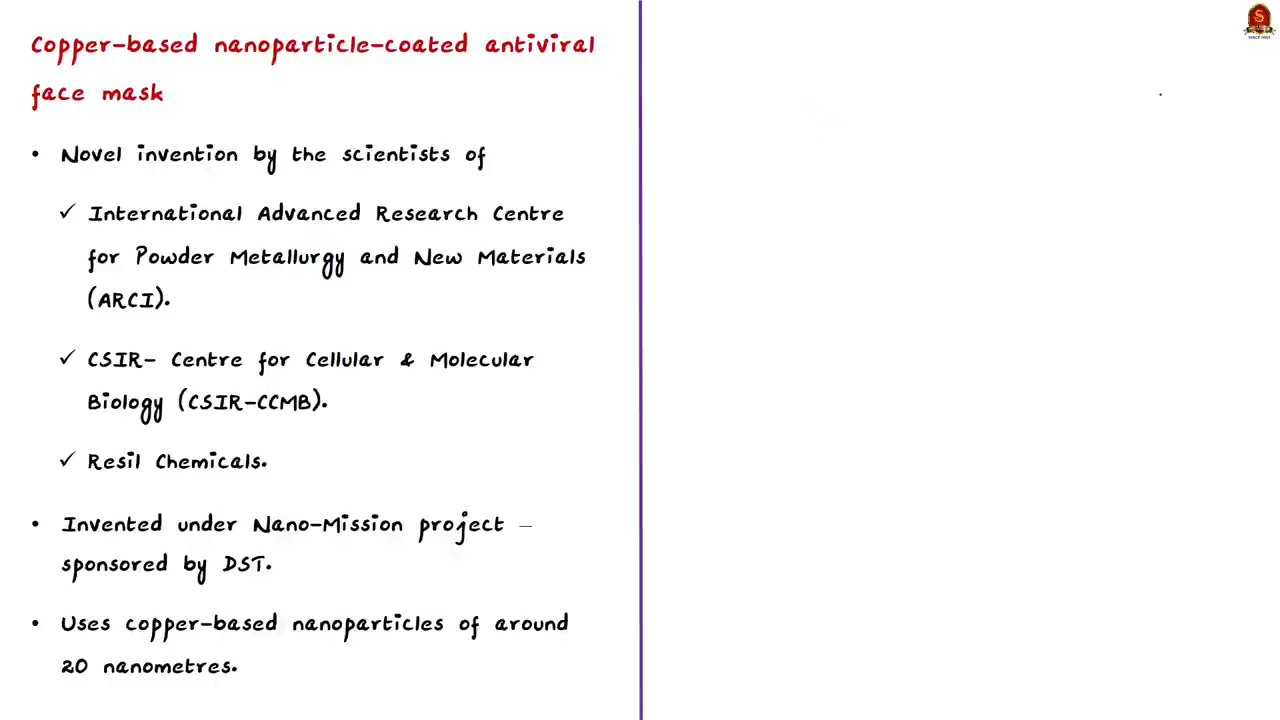 Copper-based nanoparticle-coated antiviral
face mask
• Novel invention by the scientists of
✓ International Advanced Research Centre
for Powder Metallurgy and New Materials
(ARCI).
✓ CSIR- Centre for Cellular & Molecular
Biology (CSIR-CCMB).
✓ Resil Chemicals.
• Invented under Nano-Mission project –
sponsored by DST.
• Uses copper-based nanoparticles of around
20 nanometres.